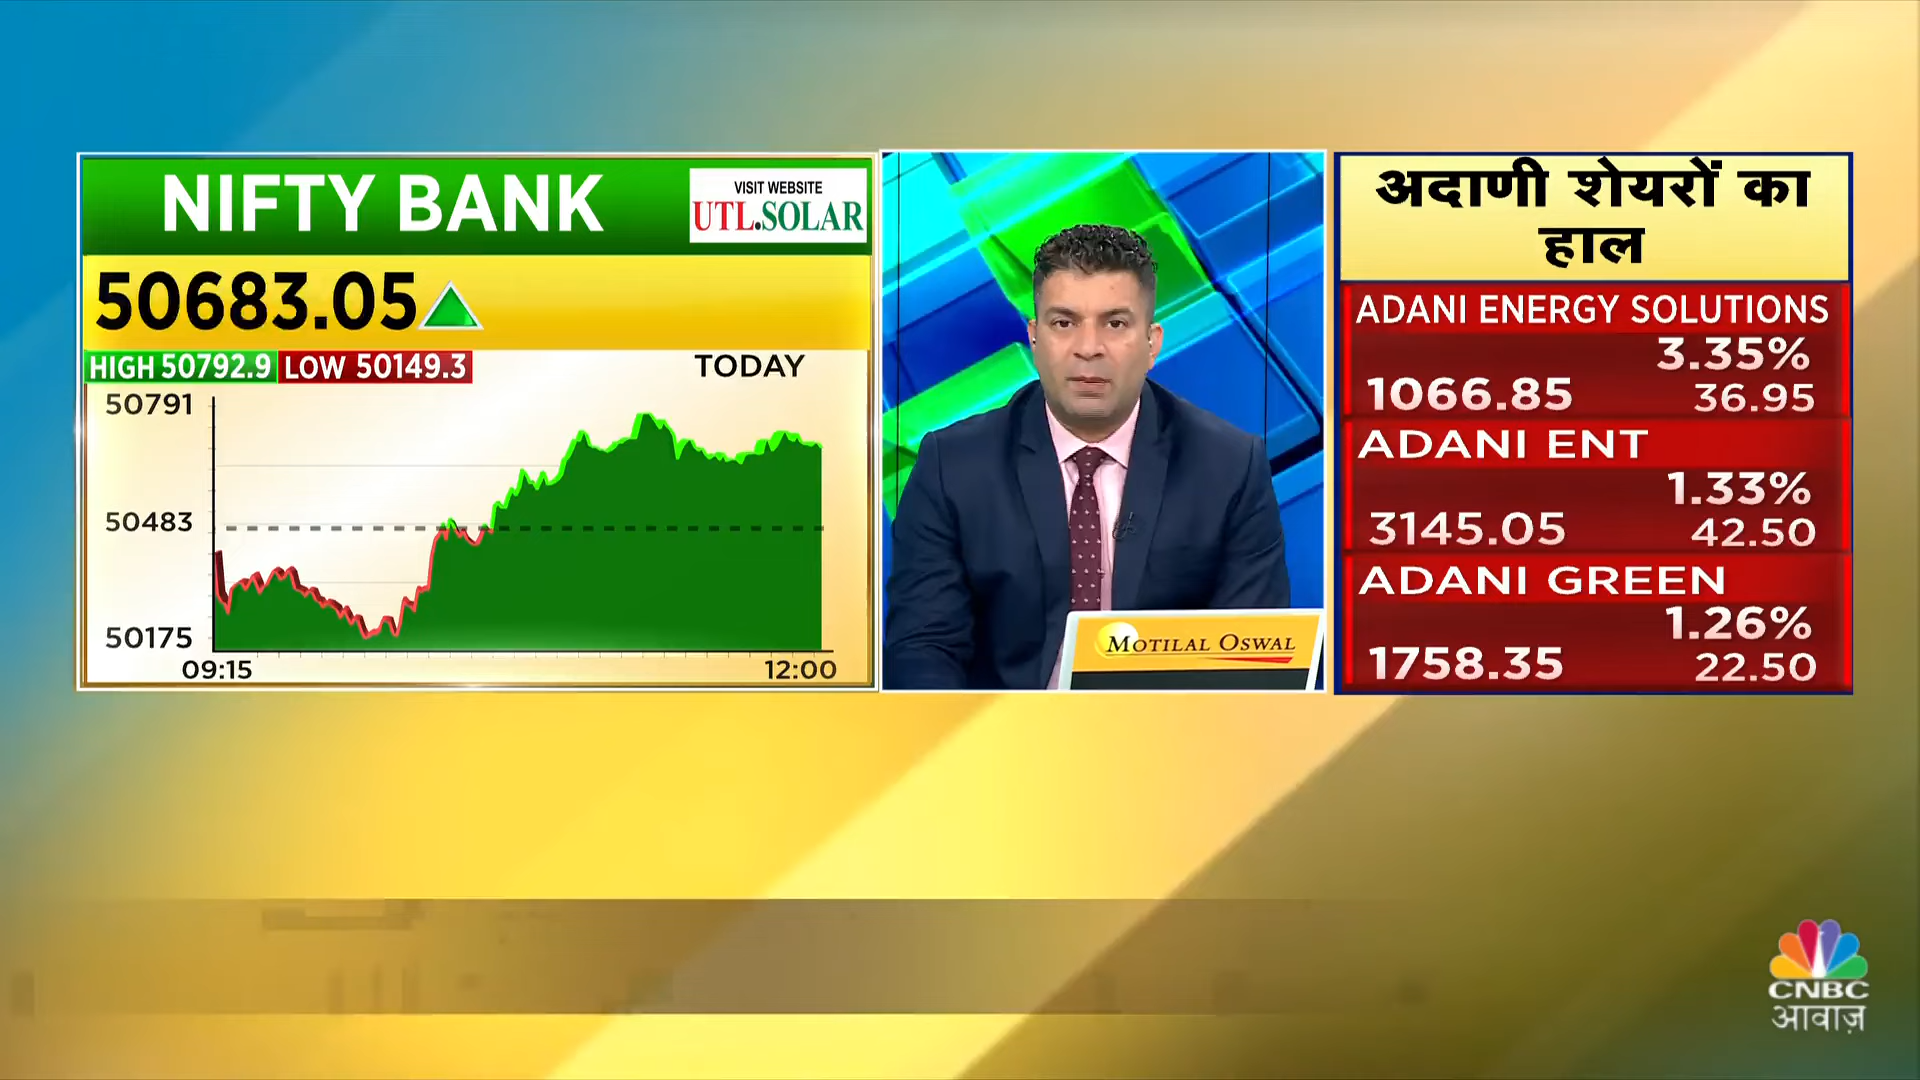 NIFTY BANK
VISIT WEBSITE
UTL.SOLAR
50683.05
HIGH 50792.9 LOW 50149.3
TODAY
50791
50483
50175
09:15
12:00
MOTILAL OSWAL
अदाणी शेयरों का
हाल
ADANI ENERGY SOLUTIONS
3.35%
1066.85
36.95
ADANI ENT
1.33%
3145.05
42.50
ADANI GREEN
1.26%
1758.35
22.50
CNBC
आवाज़